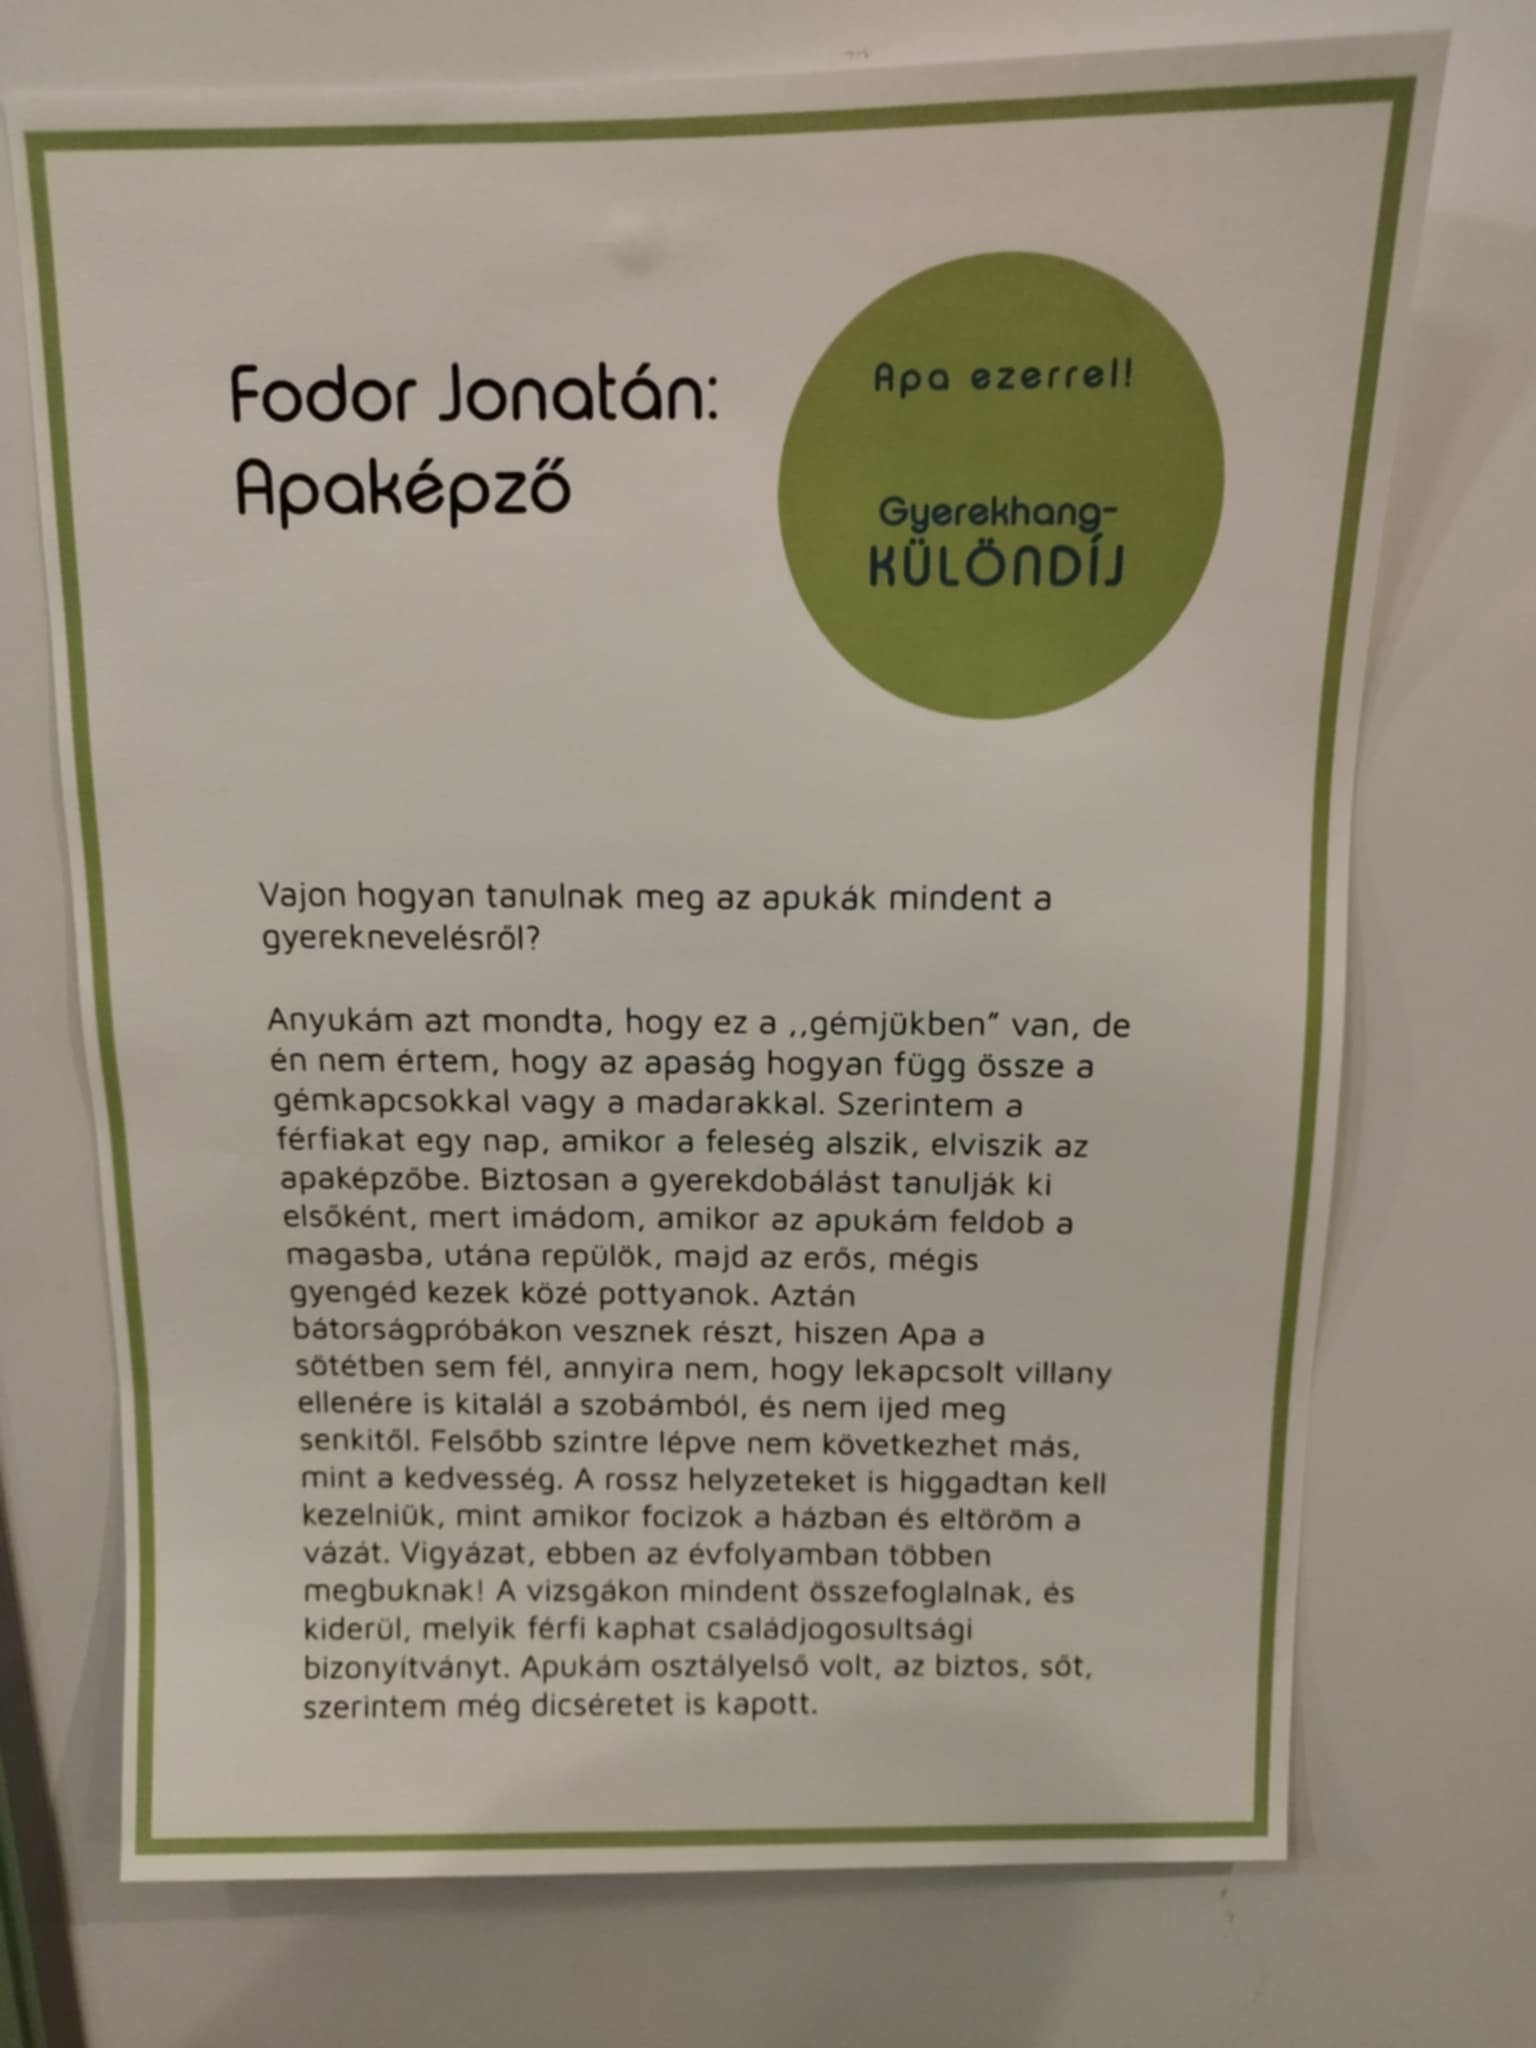 Fodor Jonatán:
Apaképző
Apa ezerrel!
Gyerekhang-
KÜLÖNDÍJ
Vajon hogyan tanulnak meg az apukák mindent a
gyereknevelésről?
Anyukám azt mondta, hogy ez a ,,gémjükben” van, de
én nem értem, hogy az apaság hogyan függ össze a
gémkapcsokkal vagy a madarakkal. Szerintem a
férfiakat egy nap, amikor a feleség alszik, elviszik az
apaképzőbe. Biztosan a gyerekdobálást tanulják ki
elsőként, mert imádom, amikor az apukám feldob a
magasba, utána repülök, majd az erős, mégis
gyengéd kezek közé pottyanok. Aztán
bátorságpróbákon vesznek részt, hiszen Apa a
sötétben sem fél, annyira nem, hogy lekapcsolt villany
ellenére is kitalál a szobámból, és nem ijed meg
senkitől. Felsőbb szintre lépve nem következhet más,
mint a kedvesség. A rossz helyzeteket is higgadtan kell
kezelniük, mint amikor focizok a házban és eltöröm a
vázát. Vigyázat, ebben az évfolyamban többen
megbuknak! A vizsgákon mindent összefoglalnak, és
kiderül, melyik férfi kaphat családjogosultsági
bizonyítványt. Apukám osztályelső volt, az biztos, sőt,
szerintem még dicséretet is kapott.